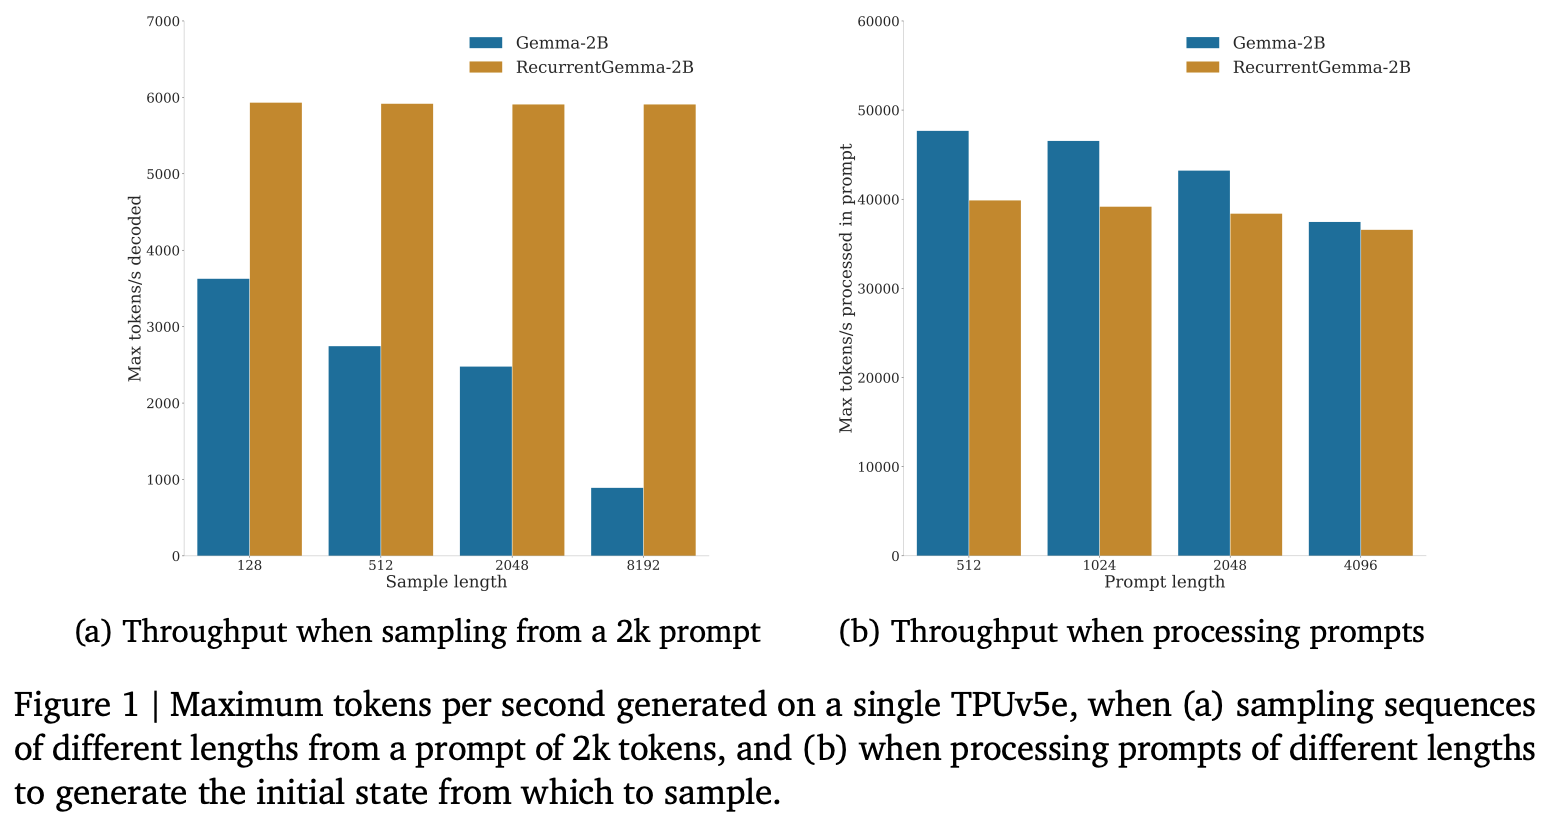 Max tokens/s decoded
7000
6000
5000
4000
3000
2000
1000
0
Gemma-2B
RecurrentGemma-2B
128 512 2048 8192
Sample length
(a) Throughput when sampling from a 2k prompt
Max tokens/s processed in prompt
60000
50000
40000
30000
20000
10000
0
Gemma-2B
RecurrentGemma-2B
512 1024 2048 4096
Prompt length
(b) Throughput when processing prompts
Figure 1 | Maximum tokens per second generated on a single TPUv5e, when (a) sampling sequences
of different lengths from a prompt of 2k tokens, and (b) when processing prompts of different lengths
to generate the initial state from which to sample.